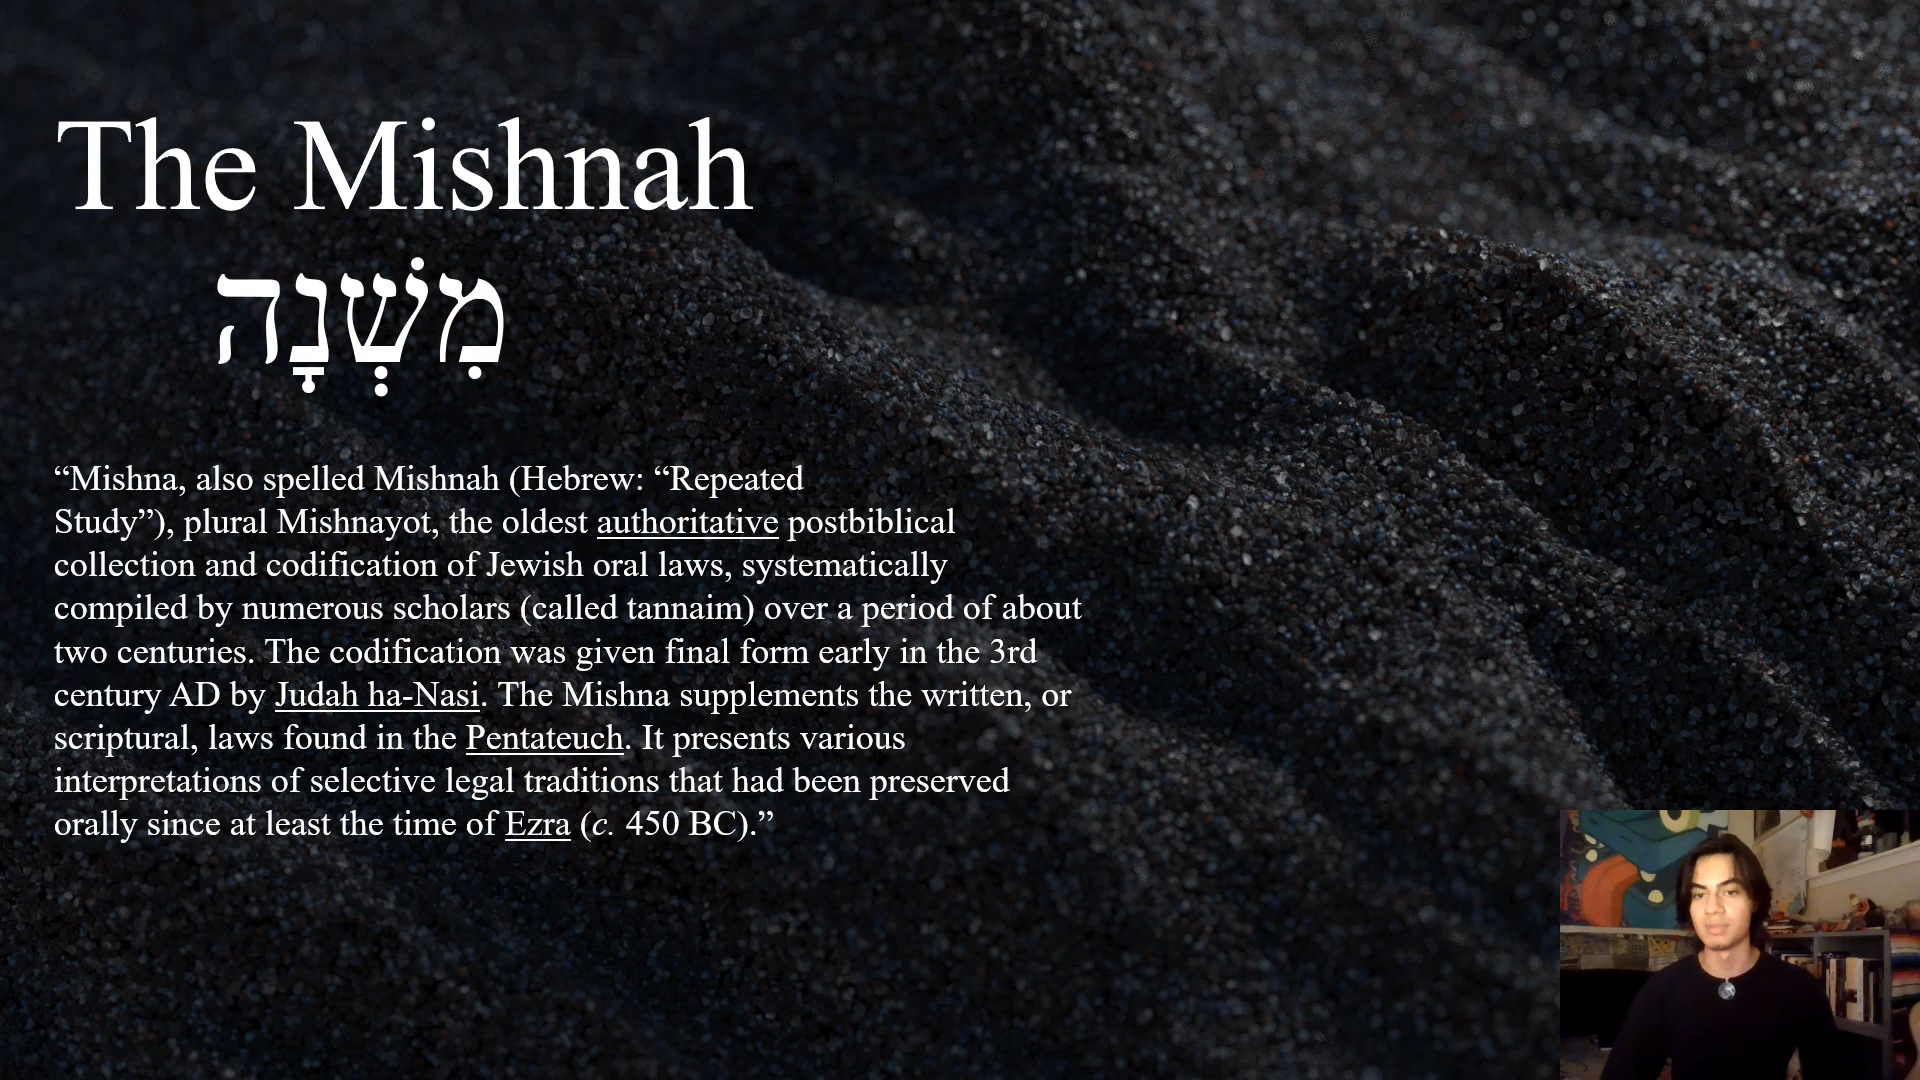 The Mishnah
מִשְׁנָה
“Mishna, also spelled Mishnah (Hebrew: “Repeated
Study”), plural Mishnayot, the oldest authoritative postbiblical
collection and codification of Jewish oral laws, systematically
compiled by numerous scholars (called tannaim) over a period of about
two centuries. The codification was given final form early in the 3rd
century AD by Judah ha-Nasi. The Mishna supplements the written, or
scriptural, laws found in the Pentateuch. It presents various
interpretations of selective legal traditions that had been preserved
orally since at least the time of Ezra (c. 450 BC).”